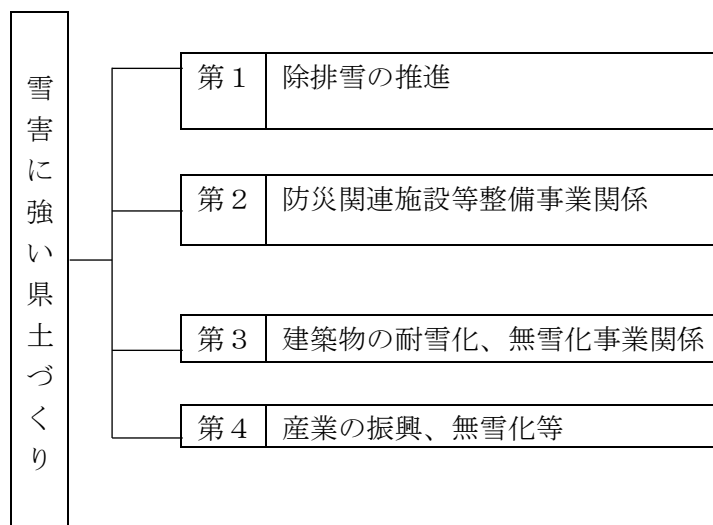 雪害に強い県土づくり
第１ 除排雪の推進
第２ 防災関連施設等整備事業関係
第３ 建築物の耐雪化、無雪化事業関係
第４ 産業の振興、無雪化等